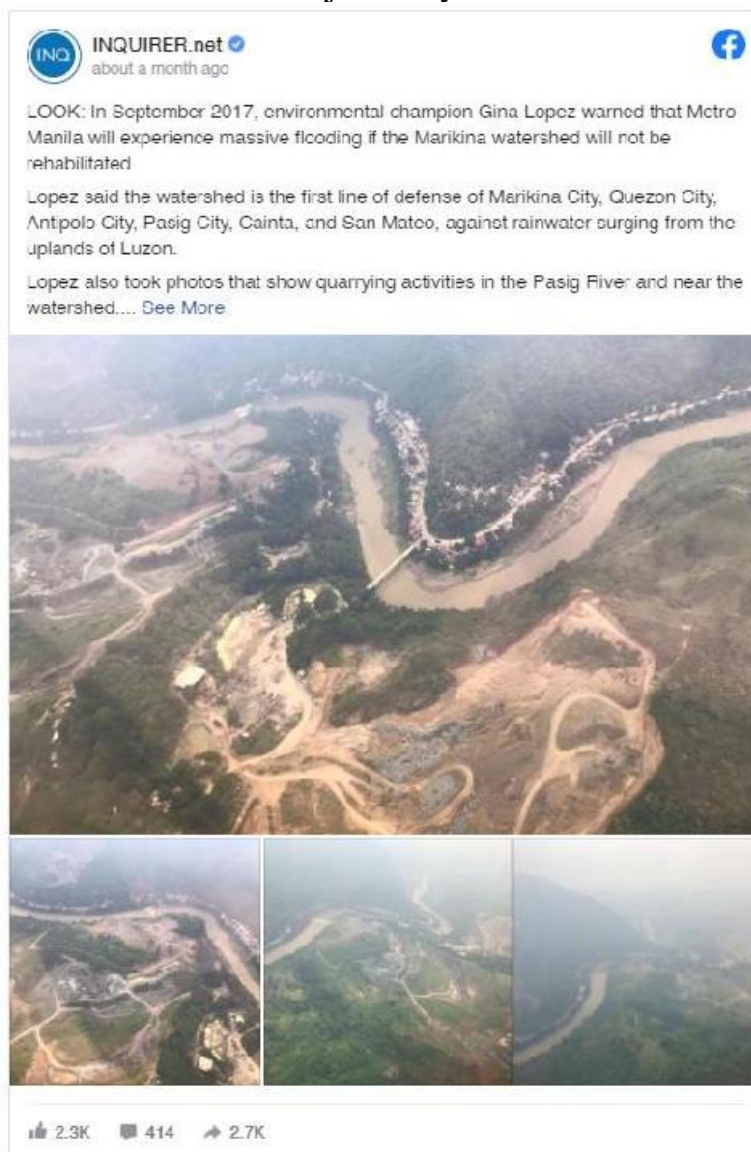 INQ
INQUIRER.net
about a month ago
LOOK: In September 2017, environmental champion Gina Lopez warned that Metro
Manila will experience massive flooding if the Marikina watershed will not be
rehabilitated
Lopez said the watershed is the first line of defense of Marikina City, Quezon City,
Antipolo City, Pasig City, Cainta, and San Mateo, against rainwater surging from the
uplands of Luzon.
Lopez also took photos that show quarrying activities in the Pasig River and near the
watershed.... See More
2.3K 414 2.7K